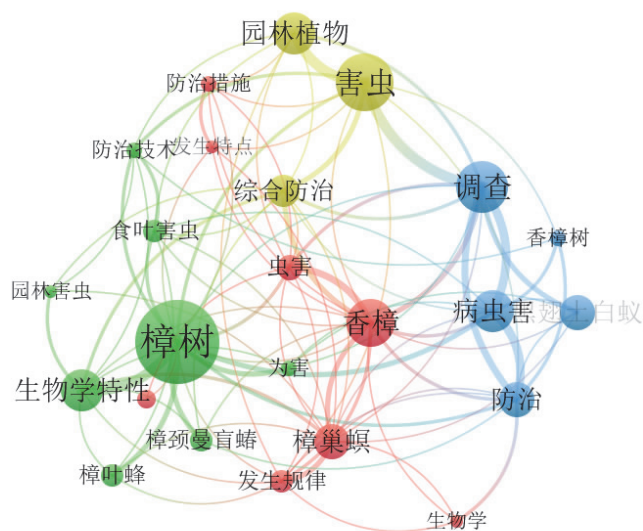 园林植物
害虫
防治措施
发生特点
防治技术
综合防治
调查
食叶害虫
香樟树
虫害
园林害虫
香樟
病虫害
黑翅土白蚁
樟树
为害
生物学特性
防治
樟颈曼盲蝽
樟巢螟
樟叶蜂
发生规律
生物学